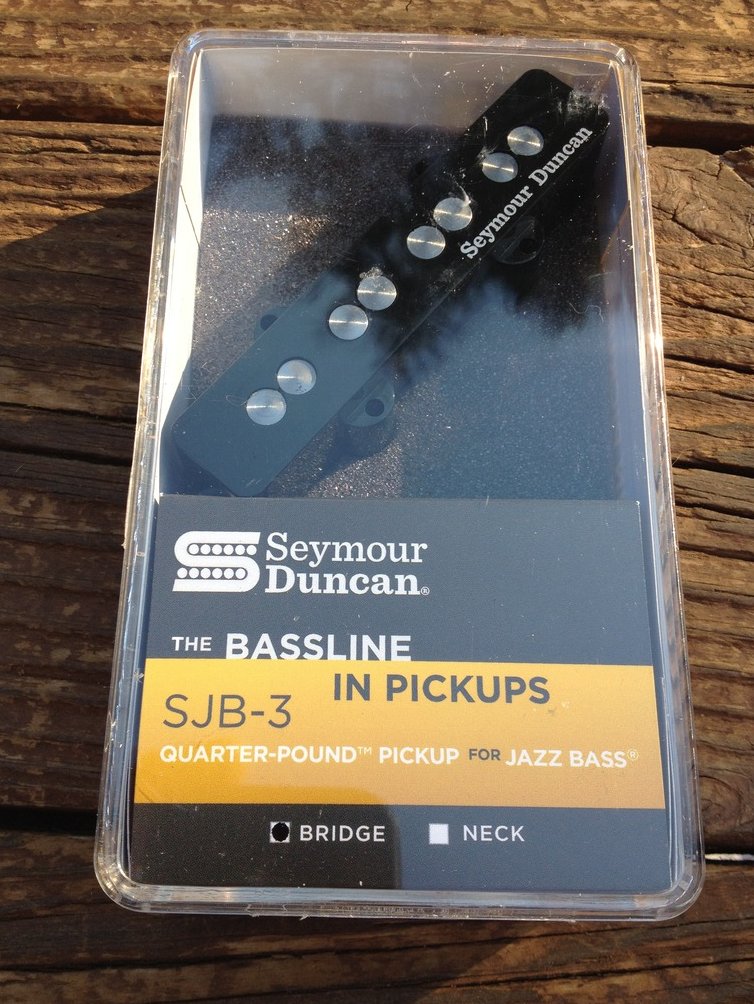 Seymour Duncan
Seymour
Duncan®
THE BASSLINE
IN PICKUPS
SJB-3
QUARTER-POUND™ PICKUP FOR JAZZ BASS®
BRIDGE NECK